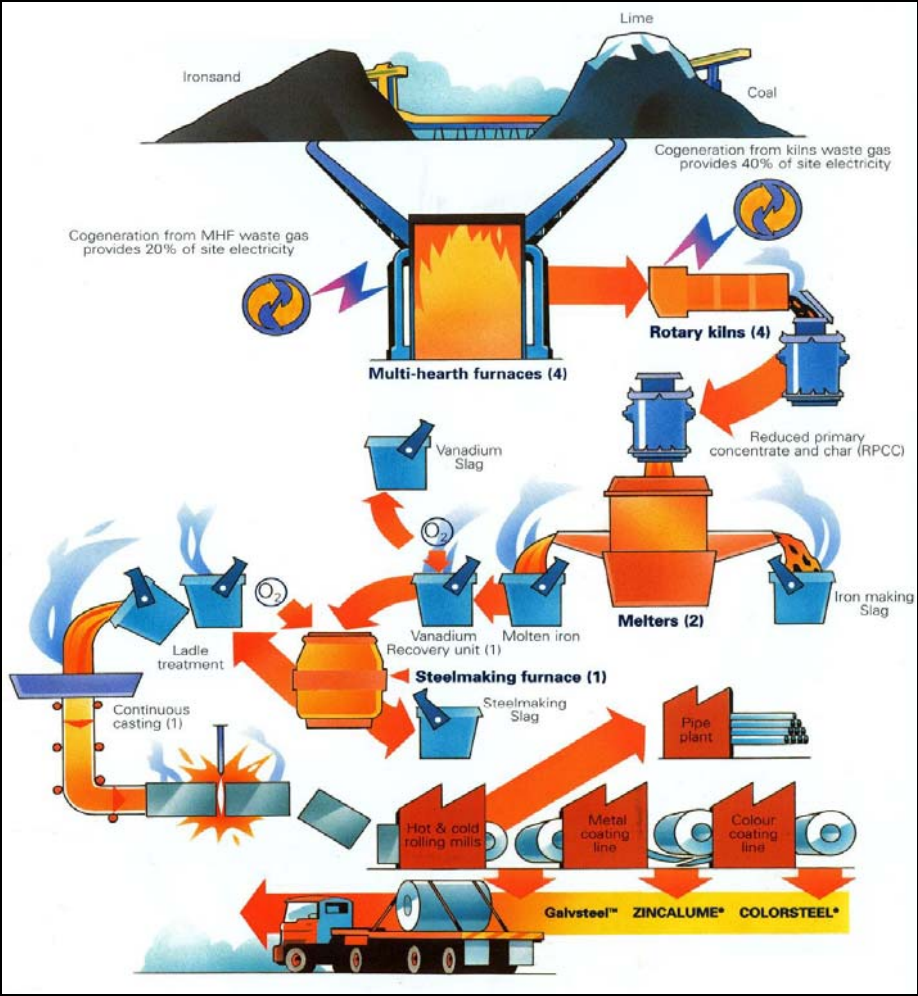 Lime
Ironsand
Coal
Cogeneration from kilns waste gas
provides 40% of site electricity
Cogeneration from MHF waste gas
provides 20% of site electricity
Rotary kilns (4)
Multi-hearth furnaces (4)
Reduced primary
concentrate and char (RPCC)
Vanadium
Slag
O2
O2
Iron making
Slag
Melters (2)
Vanadium
Recovery unit (1)
Molten iron
Ladle
treatment
Steelmaking furnace (1)
Steelmaking
Slag
Continuous
casting (1)
Pipe
plant
Hot & cold
rolling mills
Metal
coating
line
Colour
coating
line
Galvsteel™ ZINCALUME® COLORSTEEL®